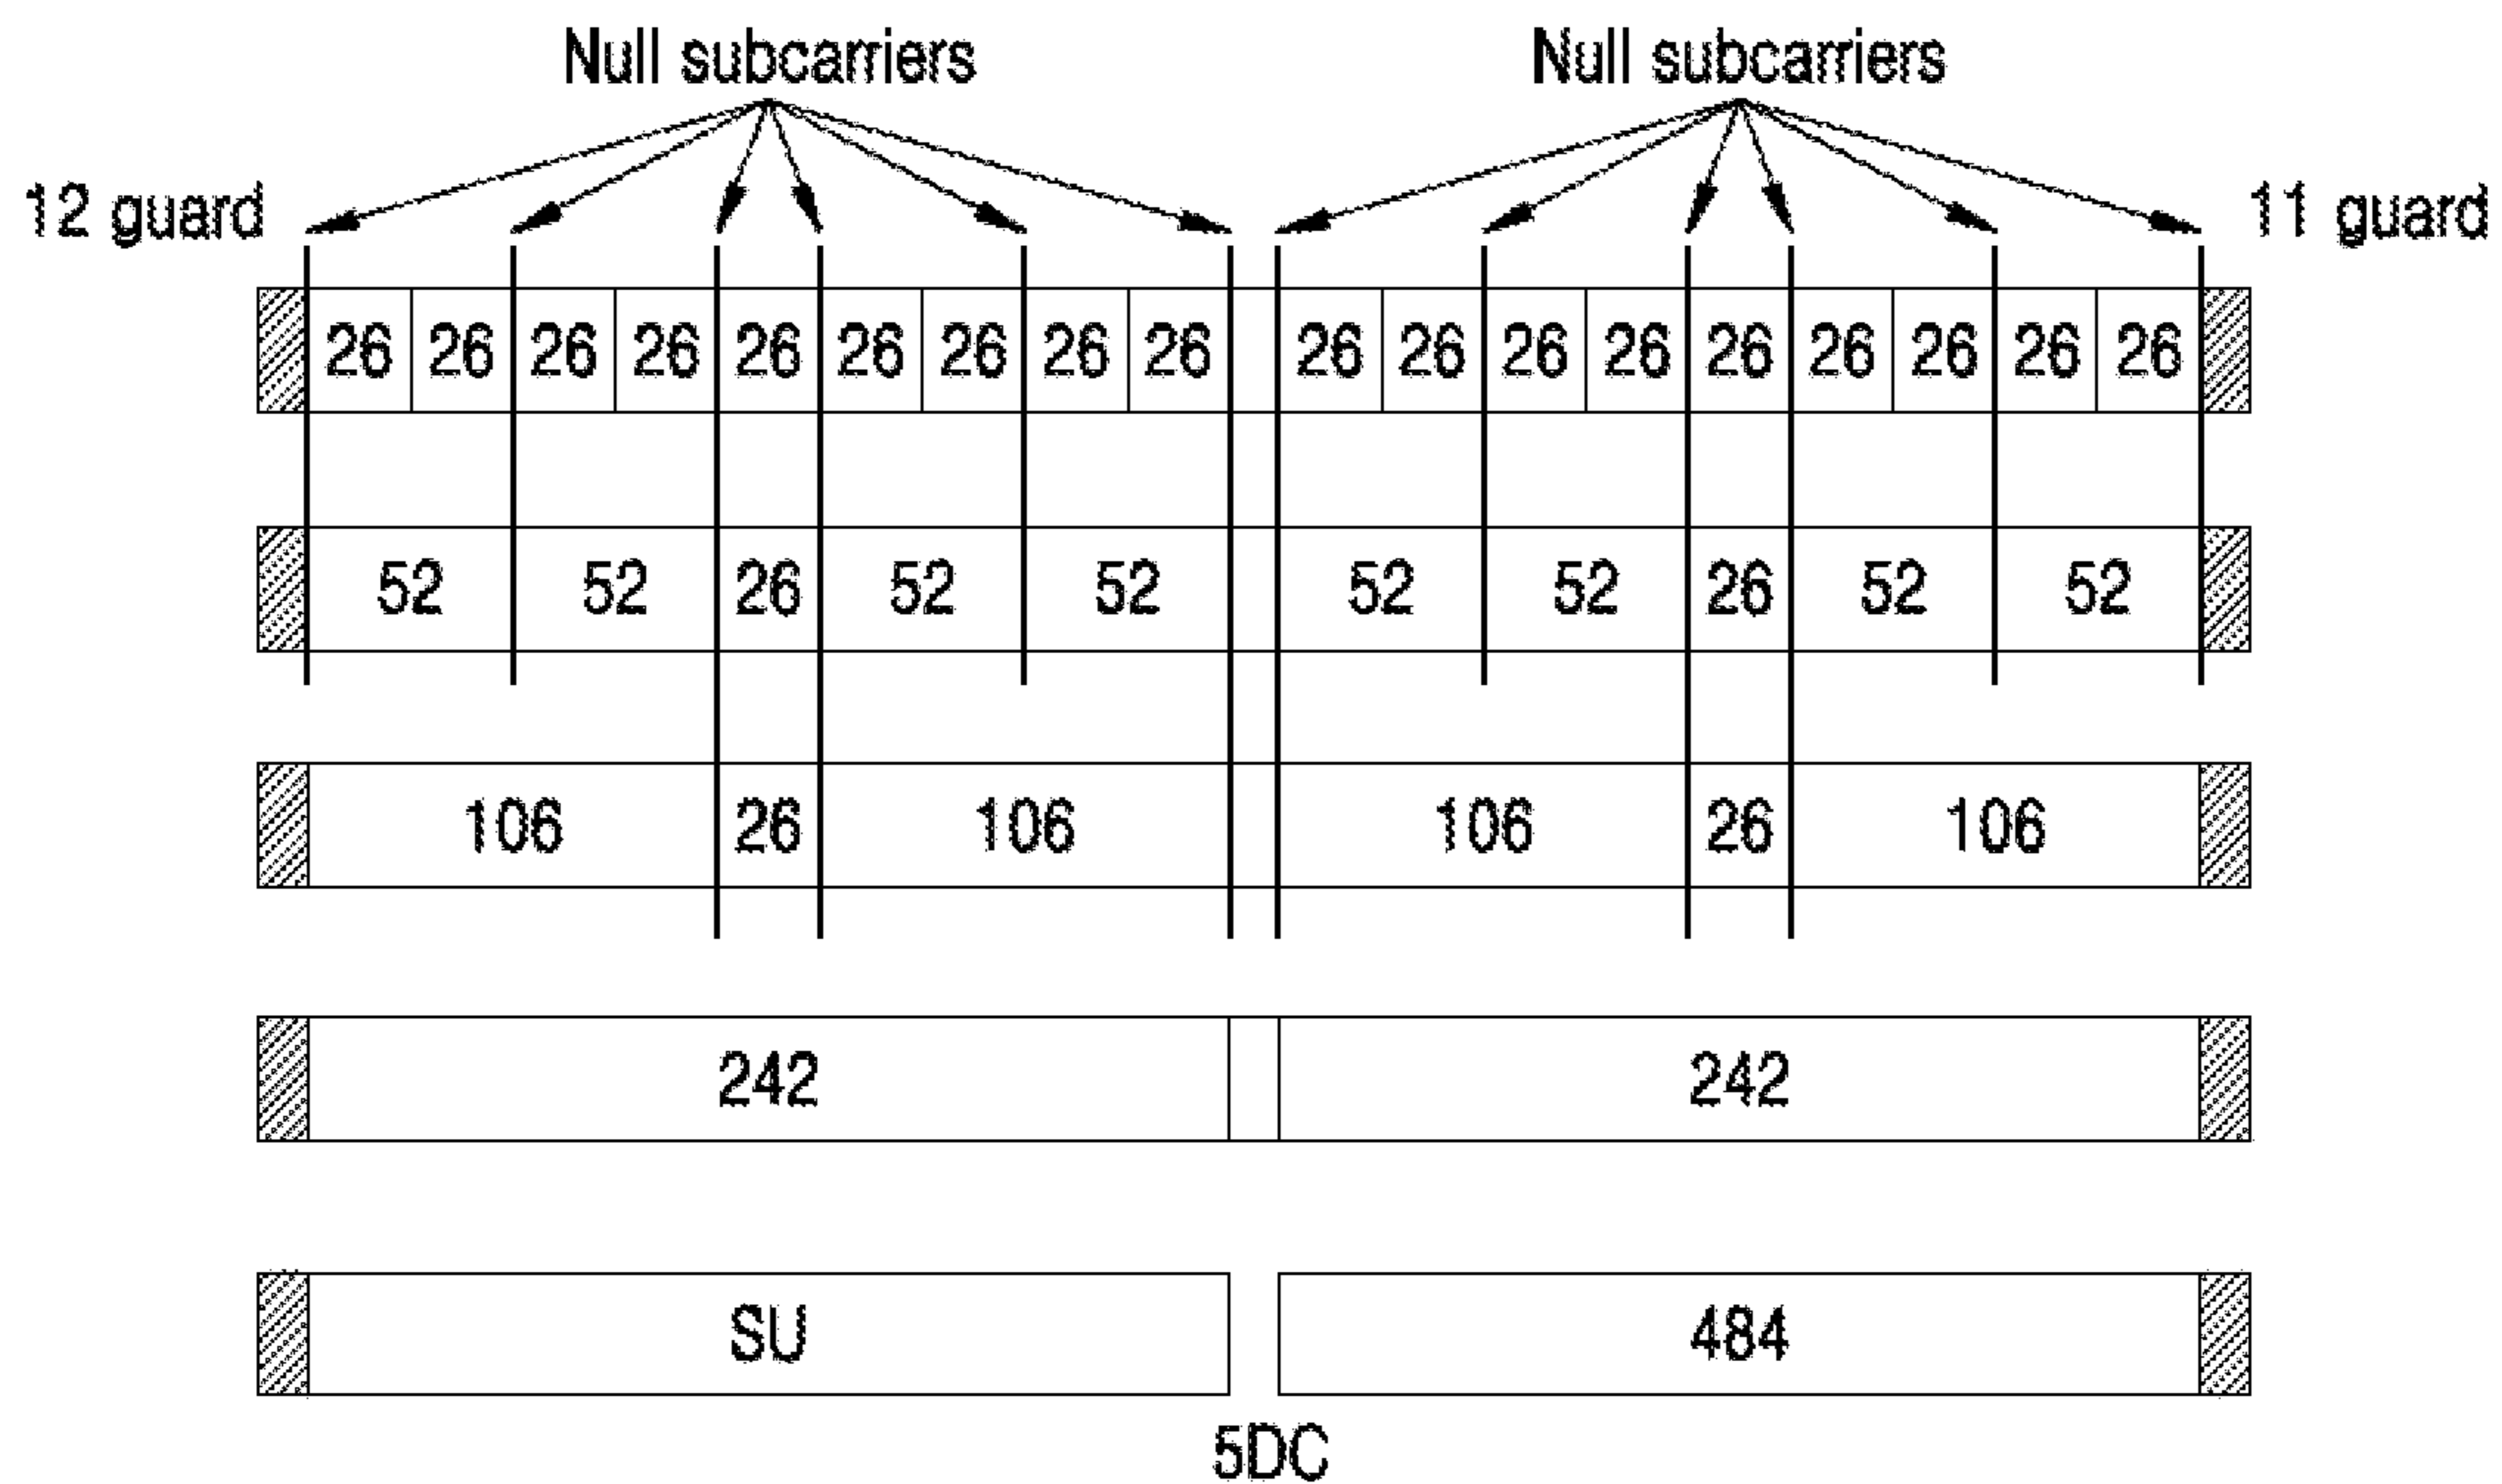 Null subcarriers Null subcarriers
12 guard 11 guard
26 26 26 26 26 26 26 26 26 26 26 26 26 26 26 26 26 26
52 52 26 52 52 52 52 26 52 52
106 26 106 106 26 106
242 242
SU 484
5DC